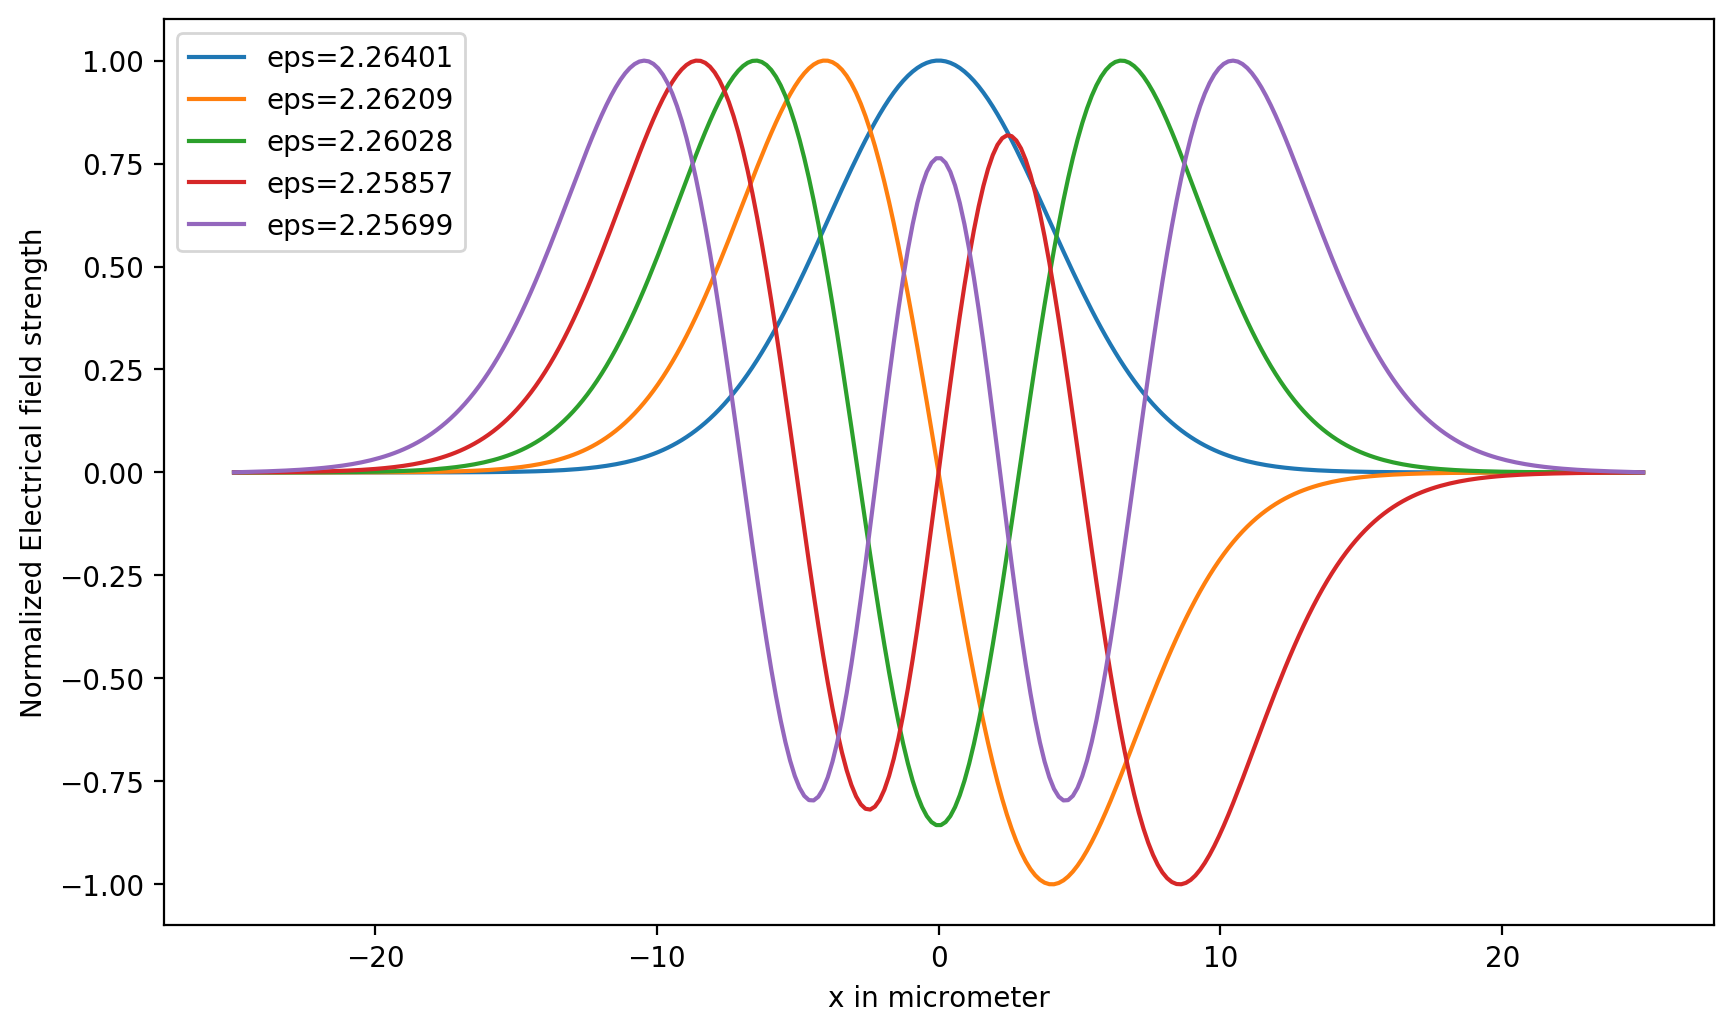 eps=2.26401
eps=2.26209
eps=2.26028
eps=2.25857
eps=2.25699
Normalized Electrical field strength
1.00
0.75
0.50
0.25
0.00
−0.25
−0.50
−0.75
−1.00
−20 −10 0 10 20
x in micrometer